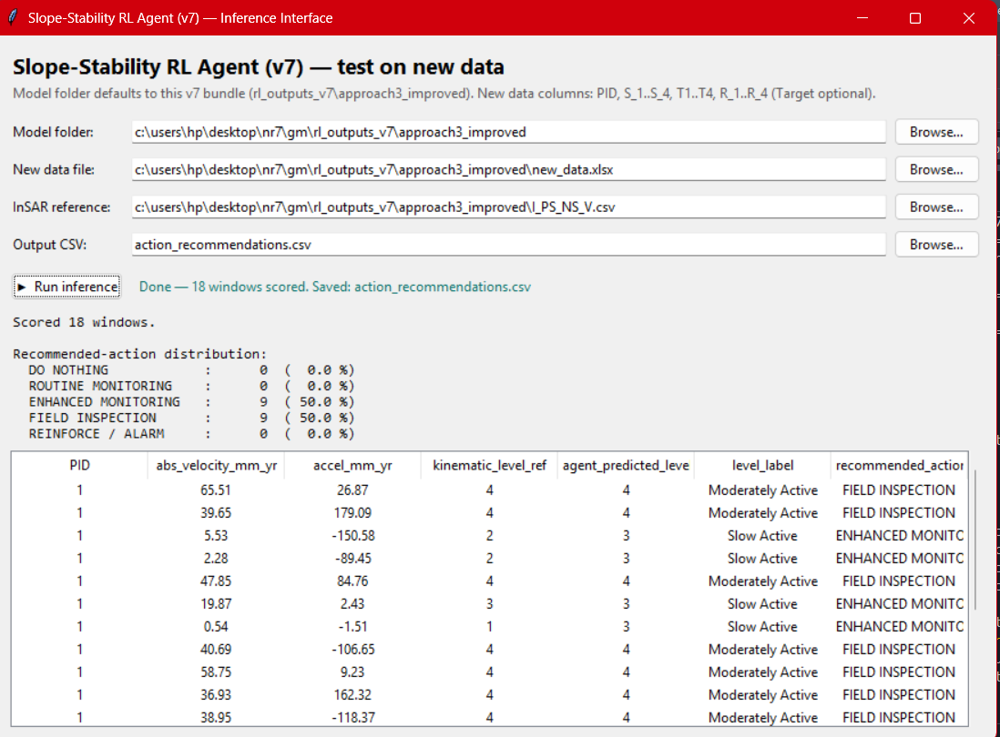 Slope-Stability RL Agent (v7) — Inference Interface
Slope-Stability RL Agent (v7) — test on new data
Model folder defaults to this v7 bundle (rl_outputs_v7\approach3_improved). New data columns: PID, S_1..S_4, T1..T4, R_1..R_4 (Target optional).
Model folder: c:\users\hp\desktop\nr7\gm\rl_outputs_v7\approach3_improved Browse...
New data file: c:\users\hp\desktop\nr7\gm\rl_outputs_v7\approach3_improved\new_data.xlsx Browse...
InSAR reference: c:\users\hp\desktop\nr7\gm\rl_outputs_v7\approach3_improved\I_PS_NS_V.csv Browse...
Output CSV: action_recommendations.csv Browse...
► Run inference Done — 18 windows scored. Saved: action_recommendations.csv
Scored 18 windows.
Recommended-action distribution:
DO NOTHING : 0 ( 0.0 %)
ROUTINE MONITORING : 0 ( 0.0 %)
ENHANCED MONITORING : 9 ( 50.0 %)
FIELD INSPECTION : 9 ( 50.0 %)
REINFORCE / ALARM : 0 ( 0.0 %)
PID abs_velocity_mm_yr accel_mm_yr kinematic_level_ref agent_predicted_leve level_label recommended_action
1 65.51 26.87 4 4 Moderately Active FIELD INSPECTION
1 39.65 179.09 4 4 Moderately Active FIELD INSPECTION
1 5.53 -150.58 2 3 Slow Active ENHANCED MONITC
1 2.28 -89.45 2 3 Slow Active ENHANCED MONITC
1 47.85 84.76 4 4 Moderately Active FIELD INSPECTION
1 19.87 2.43 3 3 Slow Active ENHANCED MONITC
1 0.54 -1.51 1 3 Slow Active ENHANCED MONITC
1 40.69 -106.65 4 4 Moderately Active FIELD INSPECTION
1 58.75 9.23 4 4 Moderately Active FIELD INSPECTION
1 36.93 162.32 4 4 Moderately Active FIELD INSPECTION
1 38.95 -118.37 4 4 Moderately Active FIELD INSPECTION